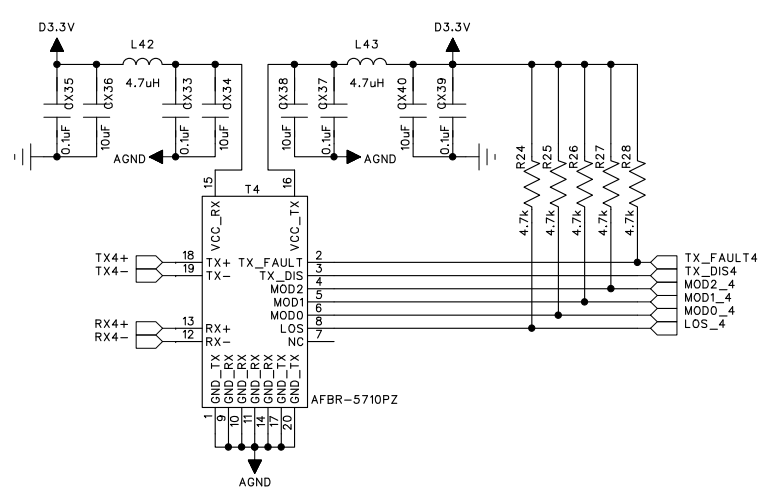 D3.3V
D3.3V
L42
L43
4.7uH
4.7uH
CX35
CX36
CX33
CX34
CX38
CX37
CX40
CX39
0.1uF
10uF
0.1uF
10uF
10uF
0.1uF
10uF
0.1uF
AGND
AGND
R24
R25
R26
R27
R28
4.7k
4.7k
4.7k
4.7k
4.7k
15
T4
16
VCC_RX
VCC_TX
TX4+ 18 TX+ TX_FAULT 2 TX_FAULT4
TX4- 19 TX- TX_DIS 3 TX_DIS4
MOD2 4 MOD2_4
MOD1 5 MOD1_4
MOD0 6 MOD0_4
RX4+ 13 RX+ LOS 8 LOS_4
RX4- 12 RX- NC 7
GND_TX
GND_RX
GND_RX
GND_RX
GND_RX
GND_TX
GND_TX
AFBR-5710PZ
1
9
10
11
14
17
20
AGND